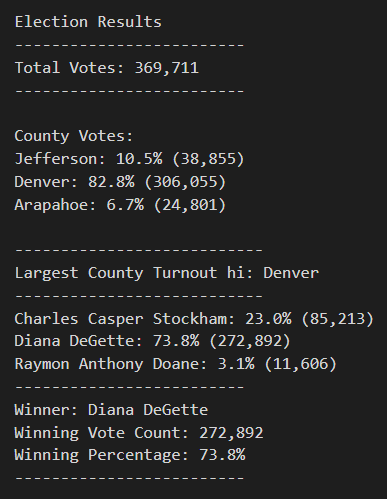 Election Results
-------------------------
Total Votes: 369,711
-------------------------
County Votes:
Jefferson: 10.5% (38,855)
Denver: 82.8% (306,055)
Arapahoe: 6.7% (24,801)
---------------------------
Largest County Turnout hi: Denver
---------------------------
Charles Casper Stockham: 23.0% (85,213)
Diana DeGette: 73.8% (272,892)
Raymon Anthony Doane: 3.1% (11,606)
-------------------------
Winner: Diana DeGette
Winning Vote Count: 272,892
Winning Percentage: 73.8%
-------------------------